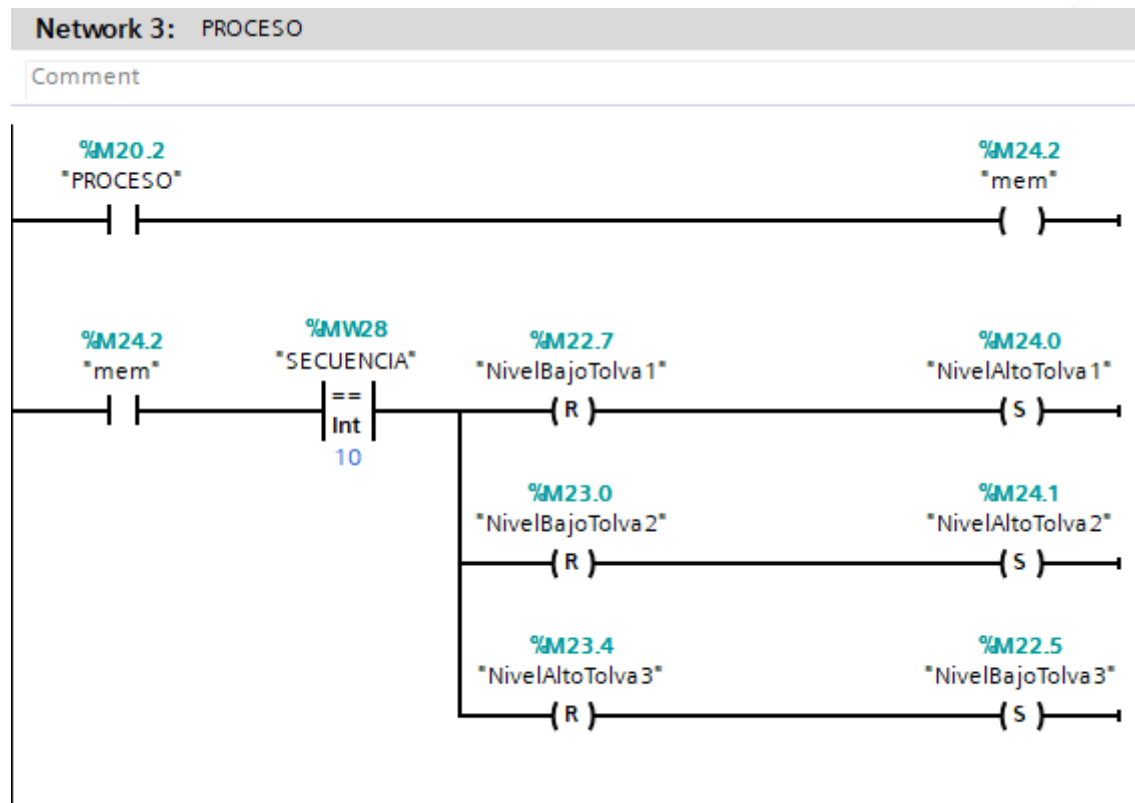 Network 3: PROCESO
Comment
%M20.2 %M24.2
"PROCESO" "mem"
( )
%M24.2 %MW28 %M22.7 %M24.0
"mem" "SECUENCIA" "NivelBajoTolva1" "NivelAltoTolva1"
== ( R ) ( S )
Int
10
%M23.0 %M24.1
"NivelBajoTolva2" "NivelAltoTolva2"
( R ) ( S )
%M23.4 %M22.5
"NivelAltoTolva3" "NivelBajoTolva3"
( R ) ( S )